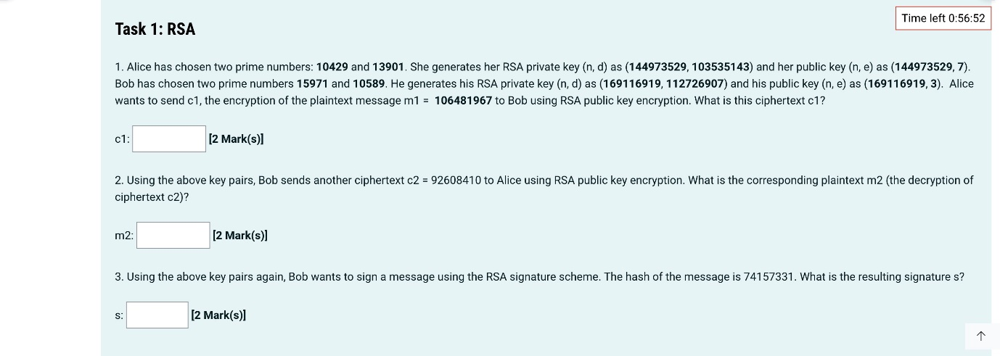 Time left 0:56:52
Task 1: RSA
1. Alice has chosen two prime numbers: 10429 and 13901. She generates her RSA private key (n, d) as (144973529, 103535143) and her public key (n, e) as (144973529, 7).
Bob has chosen two prime numbers 15971 and 10589. He generates his RSA private key (n, d) as (169116919, 112726907) and his public key (n, e) as (169116919, 3). Alice
wants to send c1, the encryption of the plaintext message m1 = 106481967 to Bob using RSA public key encryption. What is this ciphertext c1?
c1: [2 Mark(s)]
2. Using the above key pairs, Bob sends another ciphertext c2 = 92608410 to Alice using RSA public key encryption. What is the corresponding plaintext m2 (the decryption of
ciphertext c2)?
m2: [2 Mark(s)]
3. Using the above key pairs again, Bob wants to sign a message using the RSA signature scheme. The hash of the message is 74157331. What is the resulting signature s?
s: [2 Mark(s)]